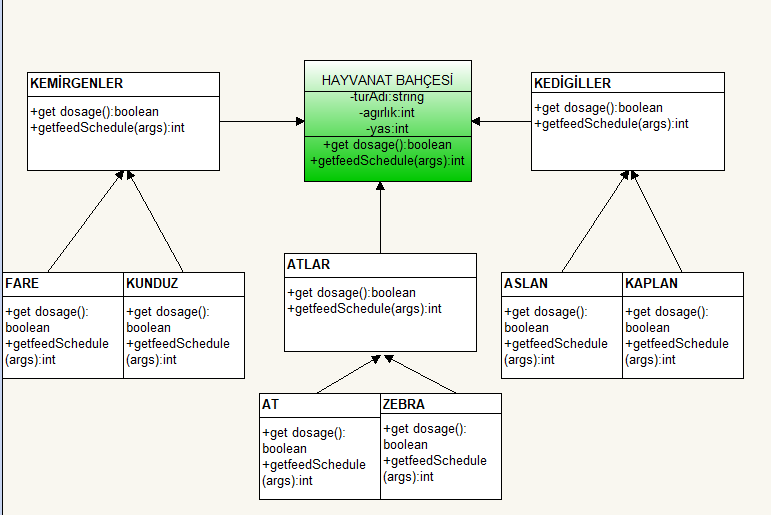 KEMİRGENLER
+get dosage():boolean
+getfeedSchedule(args):int
HAYVANAT BAHÇESİ
-turAdı:string
-agırlık:int
-yas:int
+get dosage():boolean
+getfeedSchedule(args):int
KEDİGİLLER
+get dosage():boolean
+getfeedSchedule(args):int
ATLAR
+get dosage():boolean
+getfeedSchedule(args):int
FARE
+get dosage():
boolean
+getfeedSchedule
(args):int
KUNDUZ
+get dosage():
boolean
+getfeedSchedule
(args):int
ASLAN
+get dosage():
boolean
+getfeedSchedule
(args):int
KAPLAN
+get dosage():
boolean
+getfeedSchedule
(args):int
AT
+get dosage():
boolean
+getfeedSchedule
(args):int
ZEBRA
+get dosage():
boolean
+getfeedSchedule
(args):int